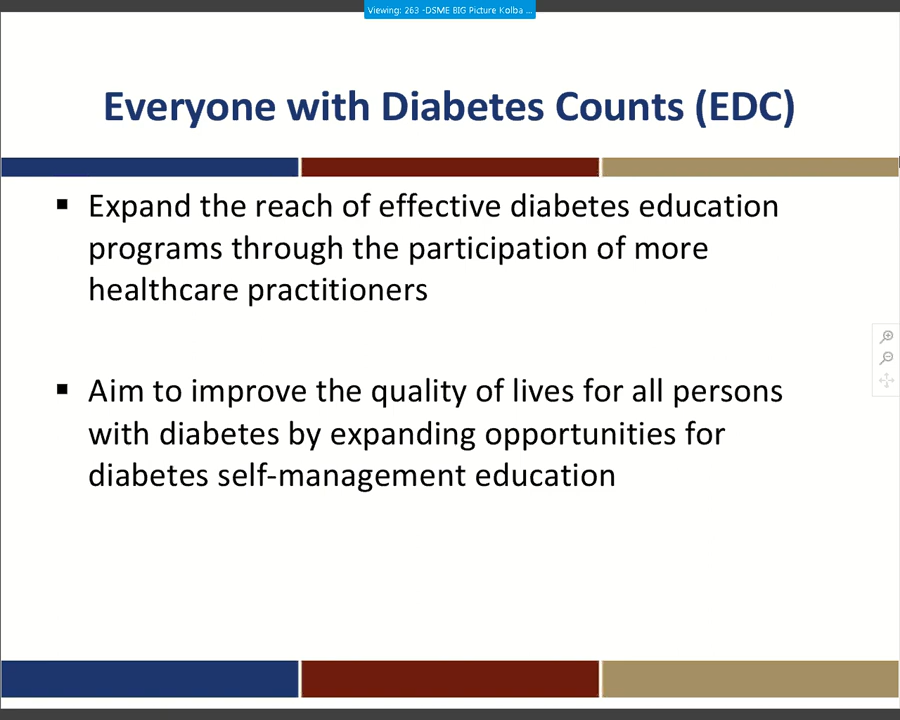 Viewing: 263 -DSME BIG Picture Kolba ...
Everyone with Diabetes Counts (EDC)
▪ Expand the reach of effective diabetes education
programs through the participation of more
healthcare practitioners
▪ Aim to improve the quality of lives for all persons
with diabetes by expanding opportunities for
diabetes self-management education